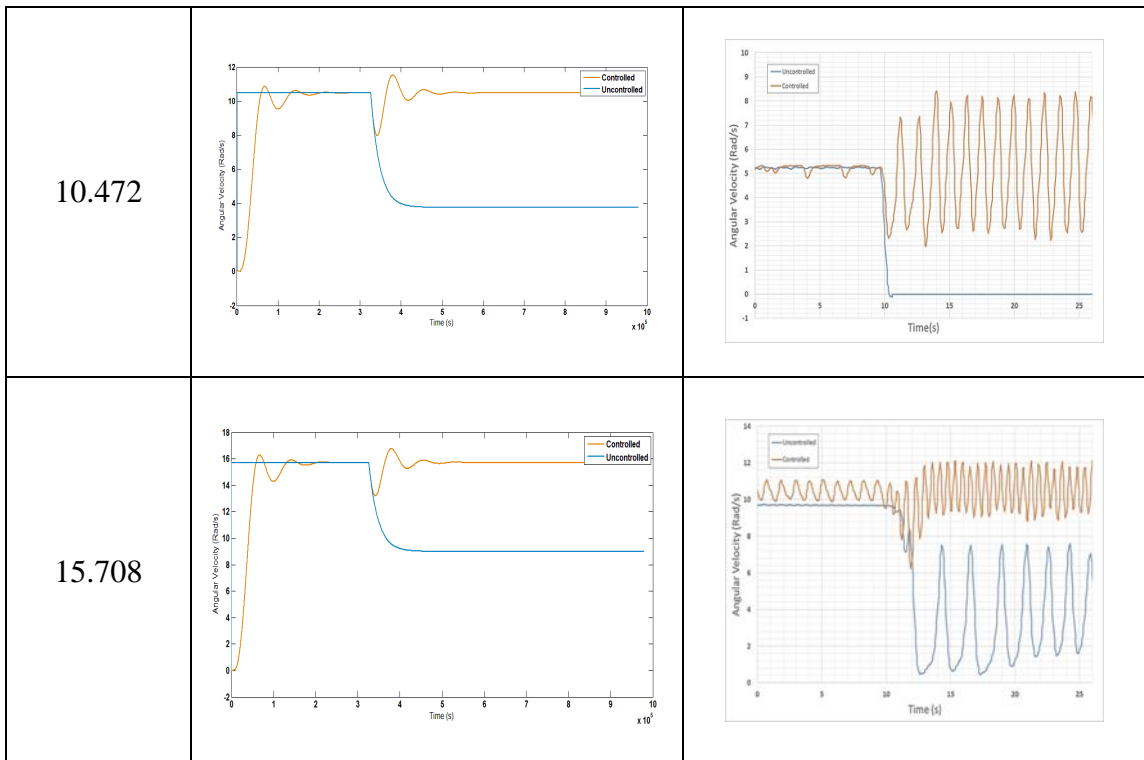 10.472
Controlled
Uncontrolled
12
10
8
6
4
2
0
-2
Angular Velocity (Rad/s)
0 1 2 3 4 5 6 7 8 9 10
Time (s)
x 10^5
Uncontrolled
Controlled
10
9
8
7
6
5
4
3
2
1
0
-1
Angular Velocity (Rad/s)
0 5 10 15 20 25
Time(s)
15.708
Controlled
Uncontrolled
18
16
14
12
10
8
6
4
2
0
-2
Angular Velocity (Rad/s)
0 1 2 3 4 5 6 7 8 9 10
Time (s)
x 10^5
Uncontrolled
Controlled
14
12
10
8
6
4
2
0
Angular Velocity (Rad/s)
0 5 10 15 20 25
Time (s)